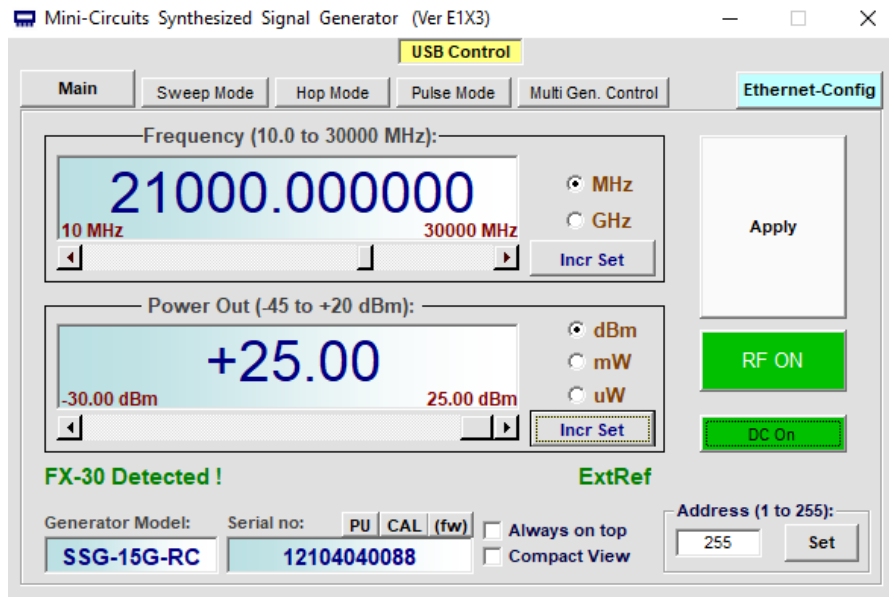 Mini-Circuits Synthesized Signal Generator (Ver E1X3)
USB Control
Main Sweep Mode Hop Mode Pulse Mode Multi Gen. Control Ethernet-Config
Frequency (10.0 to 30000 MHz):
21000.000000
10 MHz 30000 MHz
MHz
GHz
Incr Set
Apply
Power Out (-45 to +20 dBm):
+25.00
-30.00 dBm 25.00 dBm
dBm
mW
uW
Incr Set
RF ON
DC On
FX-30 Detected ! ExtRef
Generator Model: Serial no: PU CAL (fw)
SSG-15G-RC 12104040088
Always on top
Compact View
Address (1 to 255):
255 Set